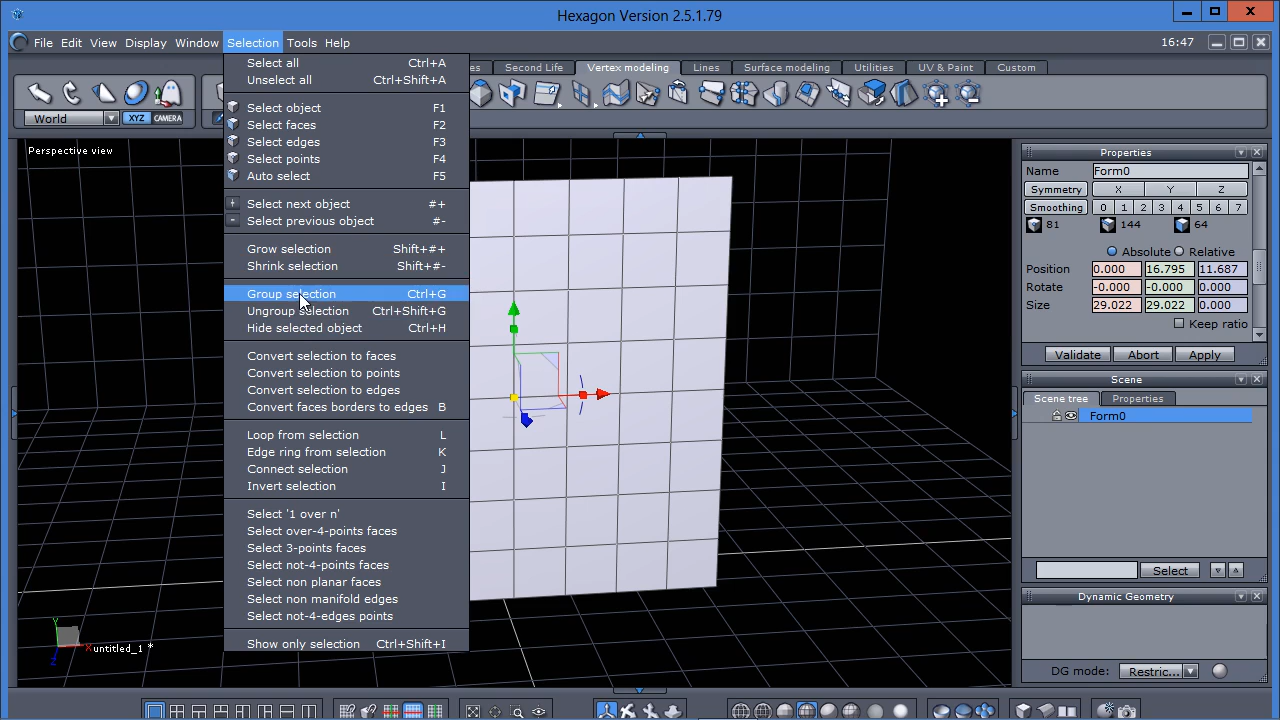 Hexagon Version 2.5.1.79
File Edit View Display Window Selection Tools Help
16:47
Second Life Vertex modeling Lines Surface modeling Utilities UV & Paint Custom
World XYZ CAMERA
Perspective view
Select all Ctrl+A
Unselect all Ctrl+Shift+A
Select object F1
Select faces F2
Select edges F3
Select points F4
Auto select F5
Select next object #+
Select previous object #-
Grow selection Shift+#+
Shrink selection Shift+#-
Group selection Ctrl+G
Ungroup selection Ctrl+Shift+G
Hide selected object Ctrl+H
Convert selection to faces
Convert selection to points
Convert selection to edges
Convert faces borders to edges B
Loop from selection L
Edge ring from selection K
Connect selection J
Invert selection I
Select '1 over n'
Select over-4-points faces
Select 3-points faces
Select not-4-points faces
Select non planar faces
Select non manifold edges
Select not-4-edges points
Show only selection Ctrl+Shift+I
Y
X
Z
untitled_1 *
Properties
Name Form0
Symmetry X Y Z
Smoothing 0 1 2 3 4 5 6 7
81 144 64
Absolute Relative
Position 0.000 16.795 11.687
Rotate- 0.000 0.000 0.000
Size 29.022 29.022 0.000
Keep ratio
Validate Abort Apply
Scene
Scene tree Properties
Form0
Select
Dynamic Geometry
DG mode: Restric...